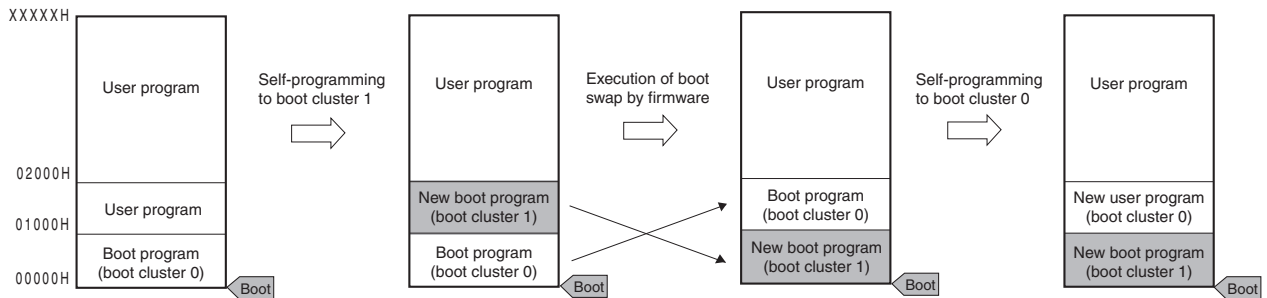 XXXXXH
User program
02000H
User program
01000H
Boot program
(boot cluster 0)
00000H
Boot
Self-programming
to boot cluster 1
User program
New boot program
(boot cluster 1)
Boot program
(boot cluster 0)
Boot
Execution of boot
swap by firmware
User program
Boot program
(boot cluster 0)
New boot program
(boot cluster 1)
Boot
Self-programming
to boot cluster 0
User program
New user program
(boot cluster 0)
New boot program
(boot cluster 1)
Boot